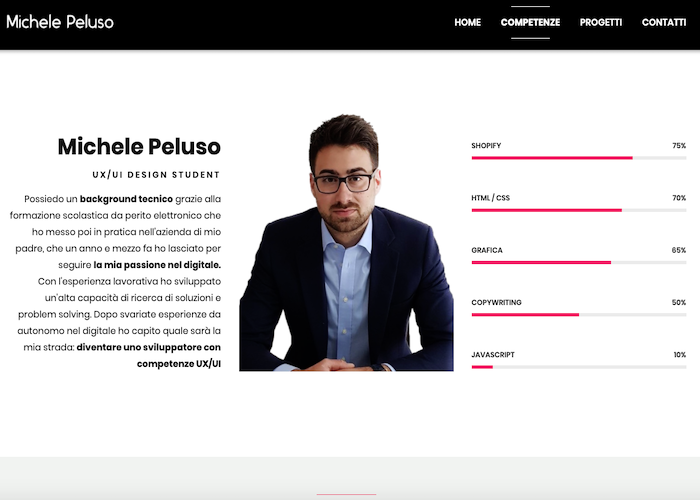 Michele Peluso
HOME COMPETENZE PROGETTI CONTATTI
Michele Peluso
UX/UI DESIGN STUDENT
Possiedo un background tecnico grazie alla
formazione scolastica da perito elettronico che
ho messo poi in pratica nell'azienda di mio
padre, che un anno e mezzo fa ho lasciato per
seguire la mia passione nel digitale.
Con l'esperienza lavorativa ho sviluppato
un'alta capacità di ricerca di soluzioni e
problem solving. Dopo svariate esperienze da
autonomo nel digitale ho capito quale sarà la
mia strada: diventare uno sviluppatore con
competenze UX/UI
SHOPIFY 75%
HTML / CSS 70%
GRAFICA 65%
COPYWRITING 50%
JAVASCRIPT 10%